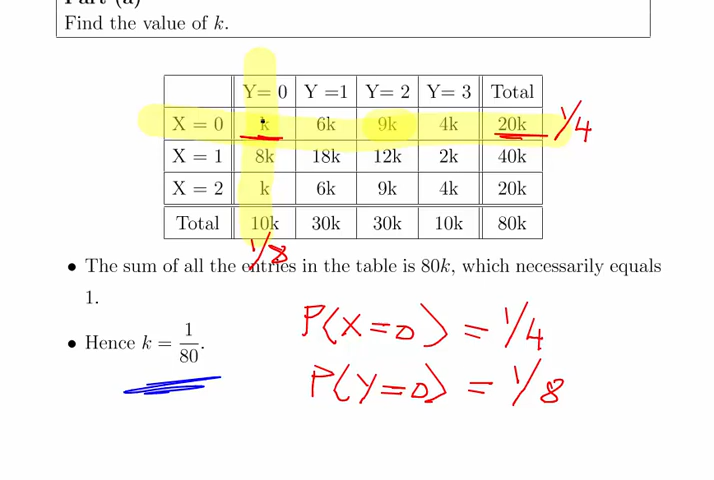 Part (a)
Find the value of k.
Y= 0 Y =1 Y= 2 Y= 3 Total
X = 0 k 6k 9k 4k 20k 1/4
X = 1 8k 18k 12k 2k 40k
X = 2 k 6k 9k 4k 20k
Total 10k 30k 30k 10k 80k
1/8
• The sum of all the entries in the table is 80k, which necessarily equals
1.
• Hence k = 1/80.
P(X=0) = 1/4
P(Y=0) = 1/8